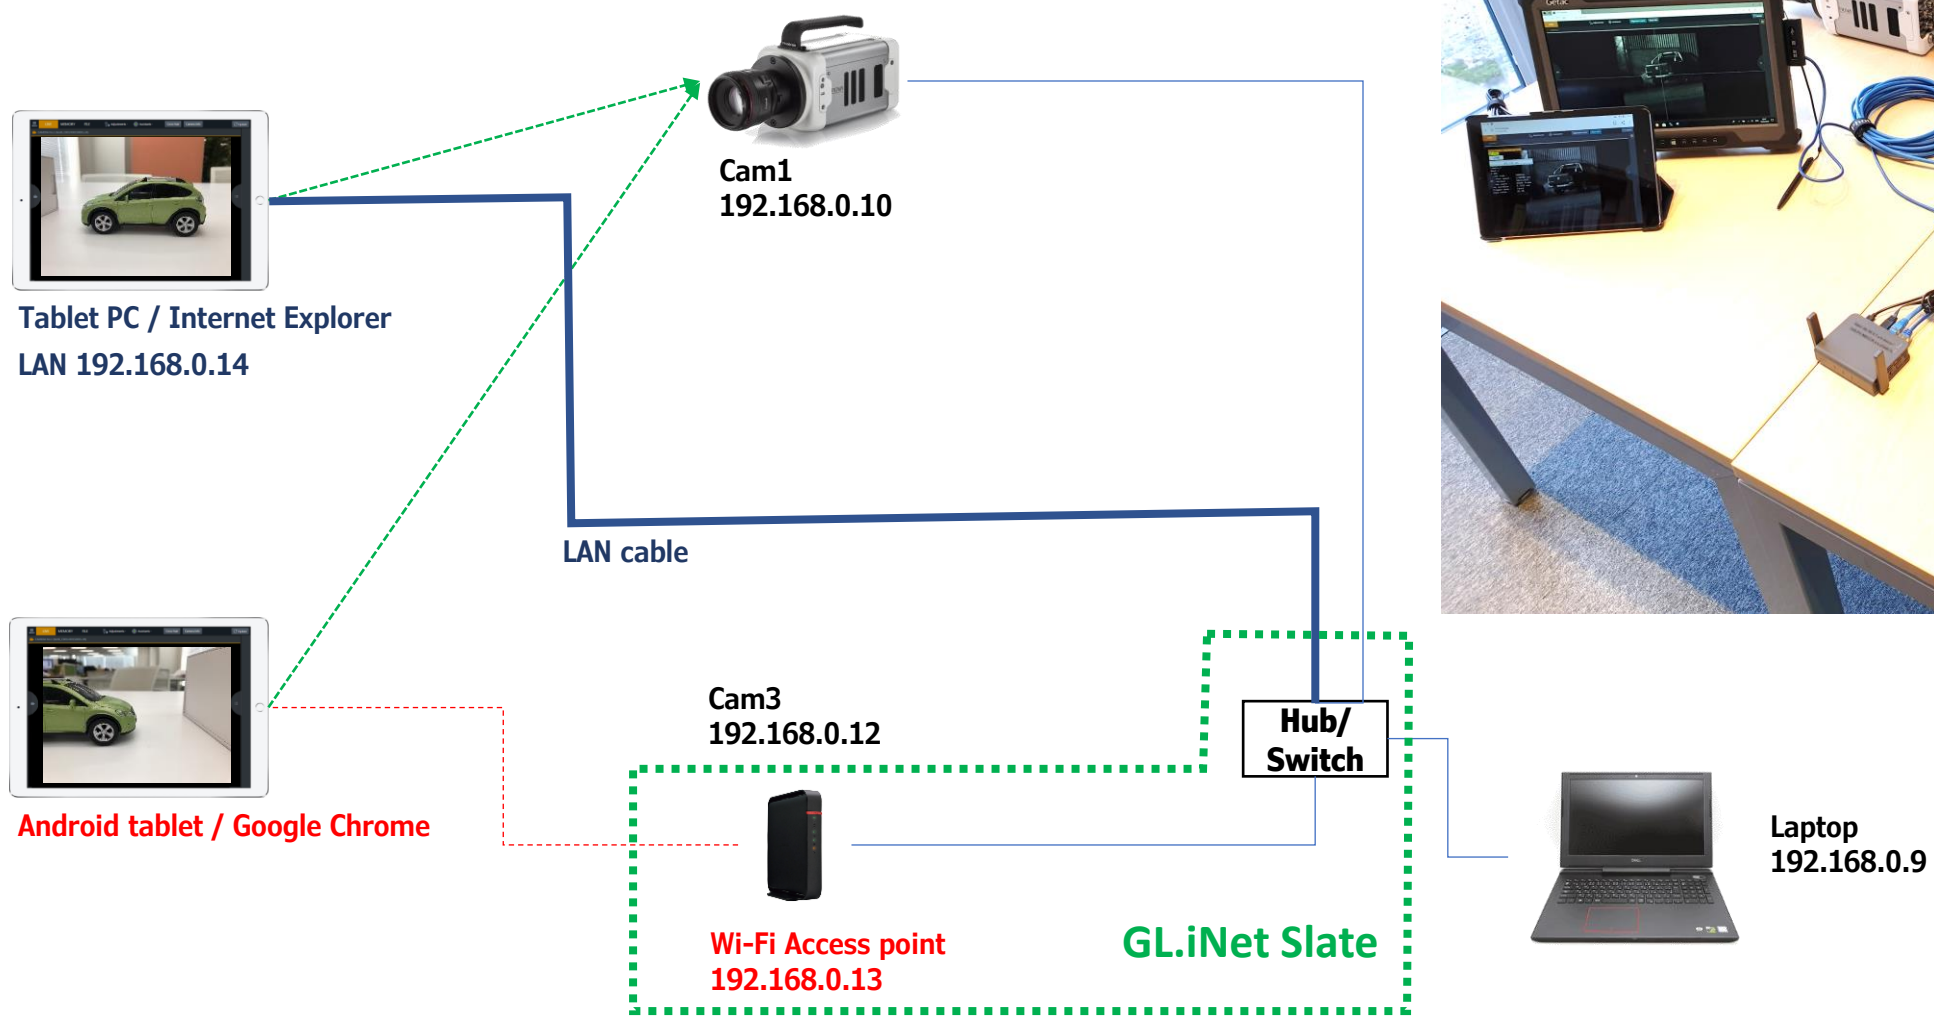 Cam1
192.168.0.10
Getac
Tablet PC / Internet Explorer
LAN 192.168.0.14
LAN cable
Cam3
192.168.0.12
Hub/
Switch
Android tablet / Google Chrome
Laptop
192.168.0.9
Wi-Fi Access point
192.168.0.13
GL.iNet Slate